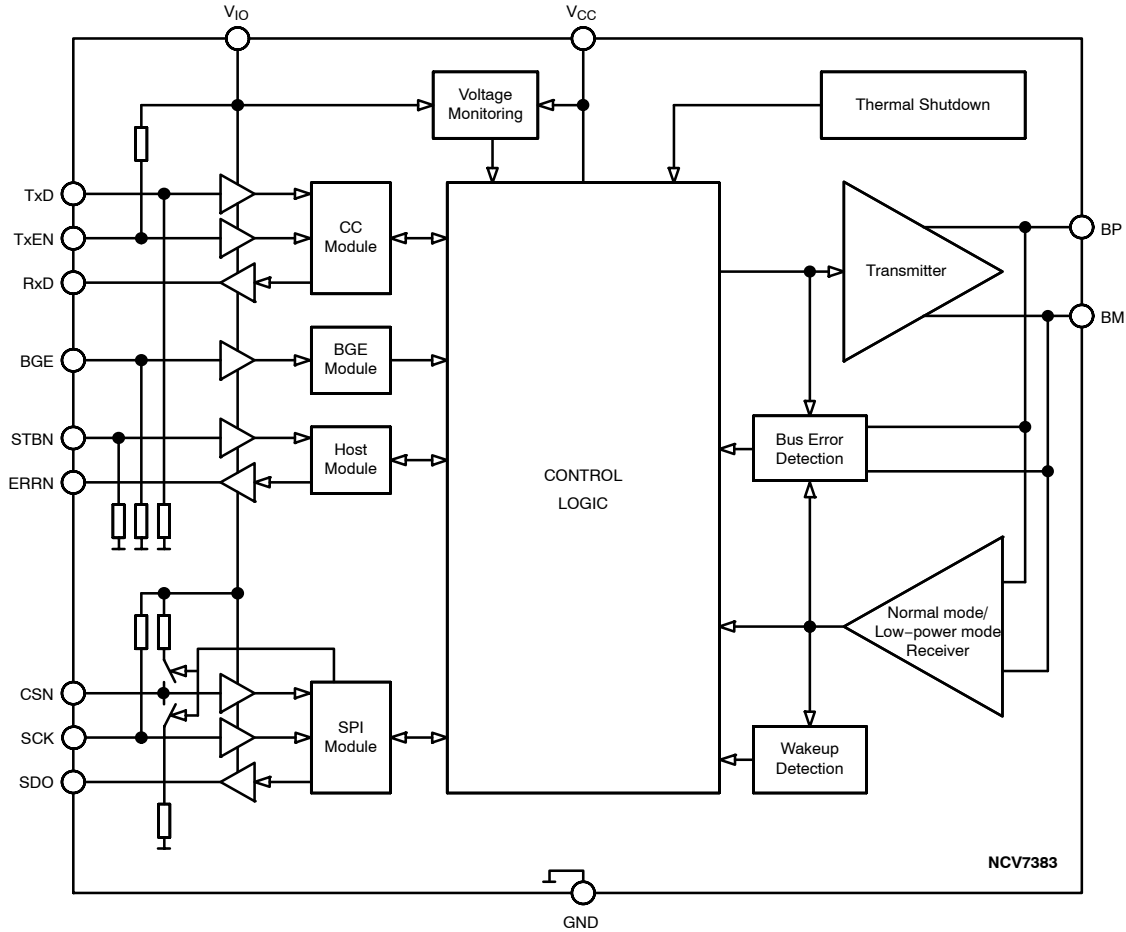 VIO
VCC
Voltage
Monitoring
Thermal Shutdown
TxD
TxEN
RxD
CC
Module
BP
Transmitter
BM
BGE
BGE
Module
STBN
ERRN
Host
Module
CONTROL
LOGIC
Bus Error
Detection
Normal mode/
Low−power mode
Receiver
CSN
SCK
SDO
SPI
Module
Wakeup
Detection
NCV7383
GND